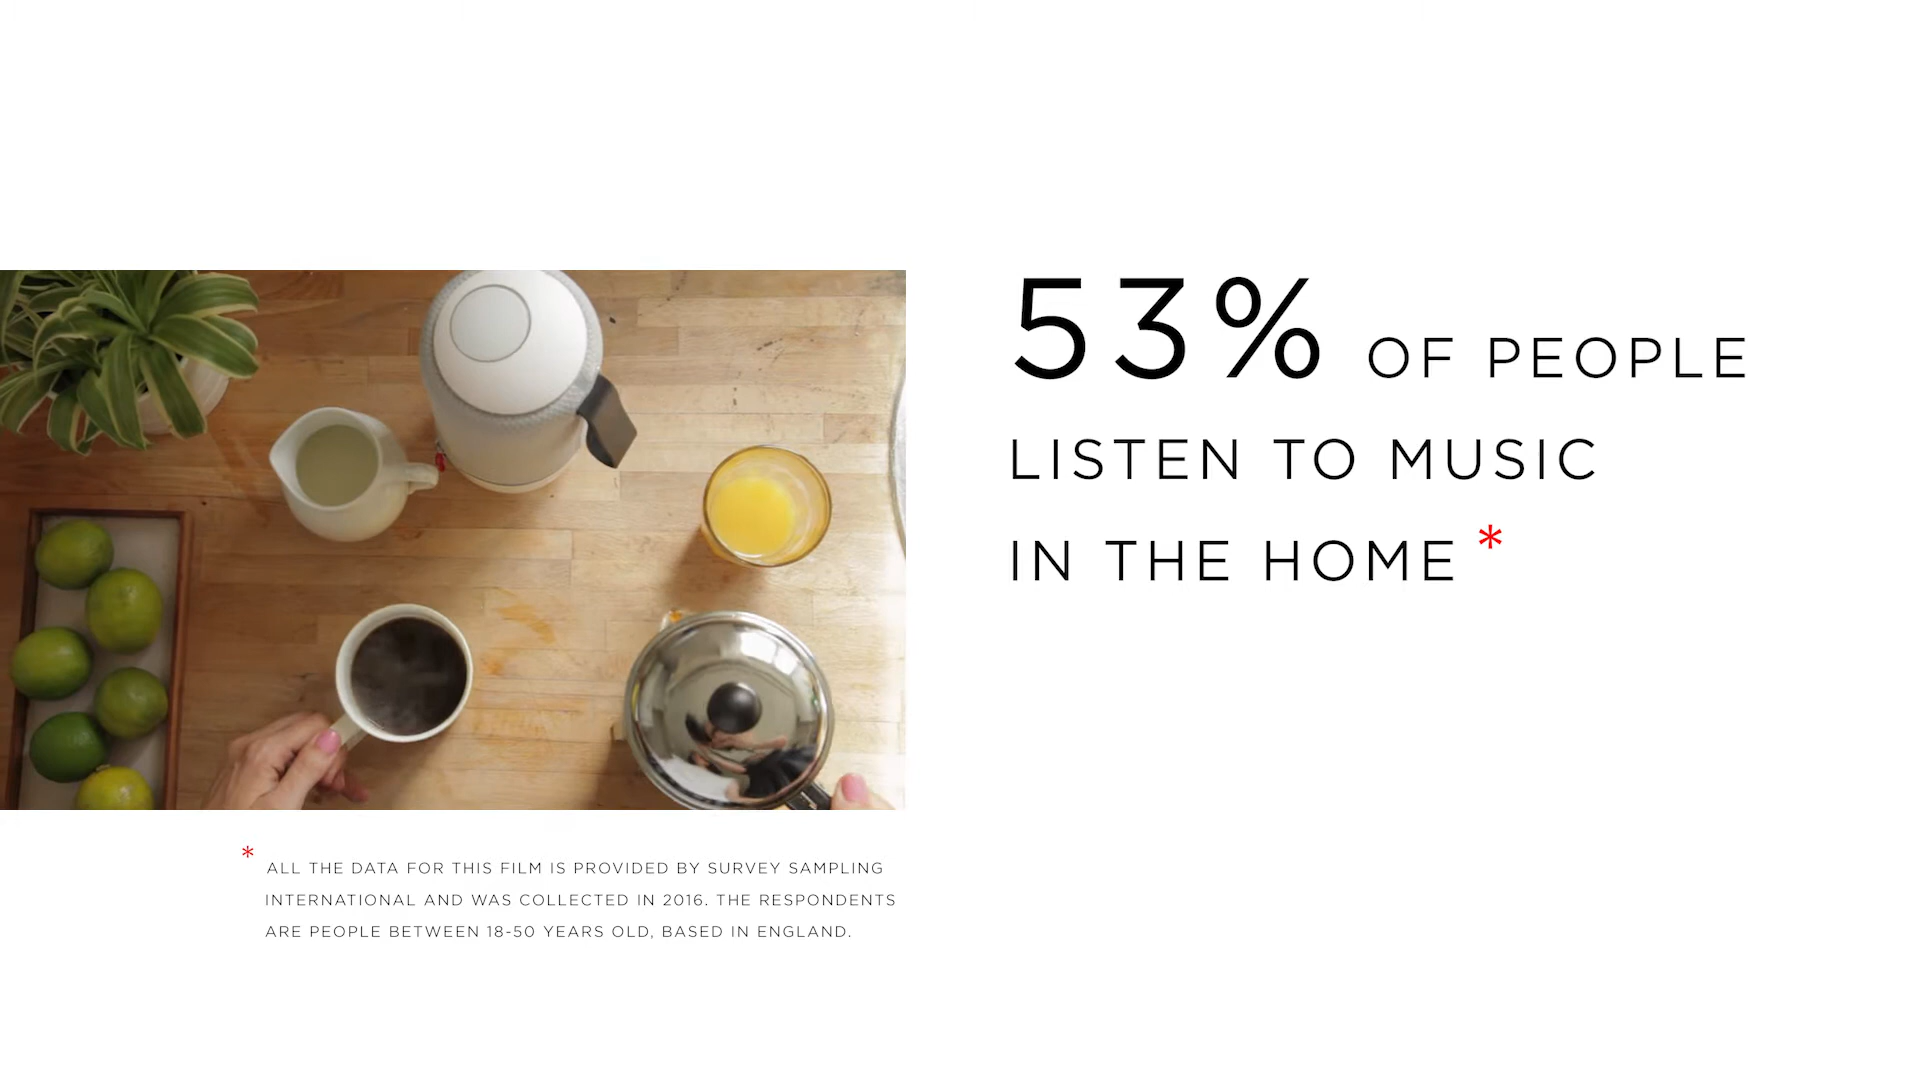 53% OF PEOPLE
LISTEN TO MUSIC
IN THE HOME *
* ALL THE DATA FOR THIS FILM IS PROVIDED BY SURVEY SAMPLING
INTERNATIONAL AND WAS COLLECTED IN 2016. THE RESPONDENTS
ARE PEOPLE BETWEEN 18-50 YEARS OLD, BASED IN ENGLAND.